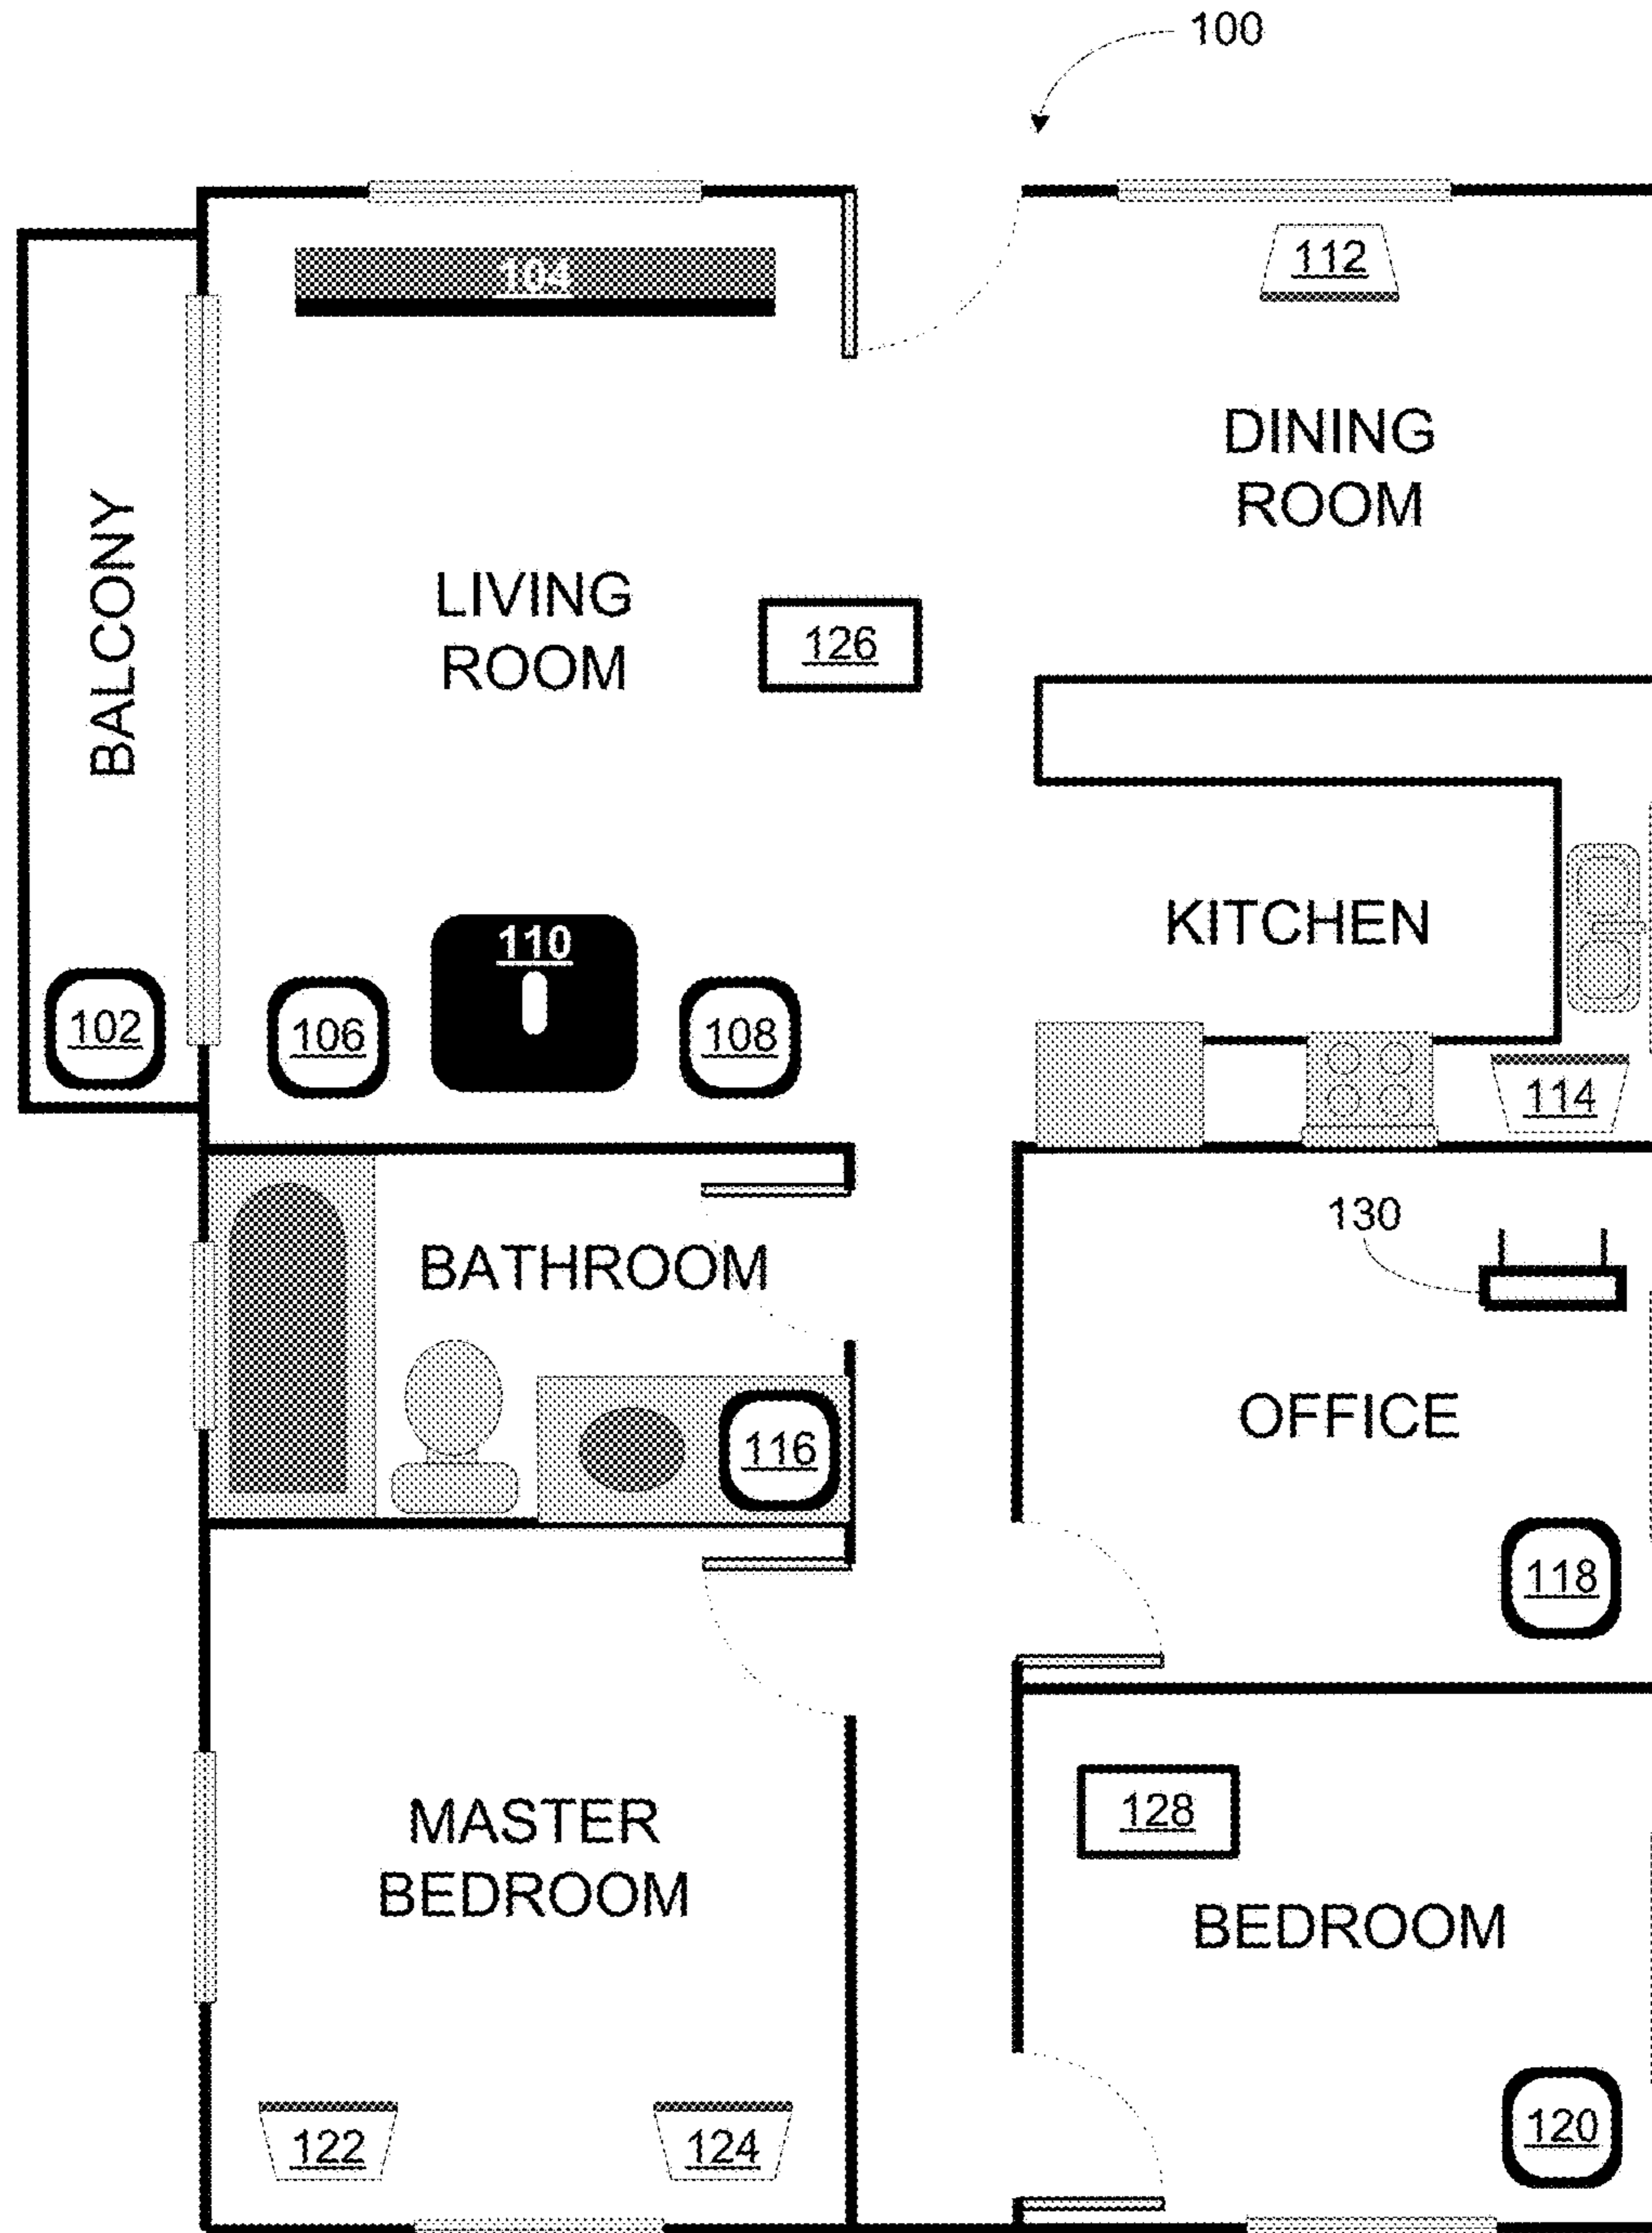 100
104
112
DINING
ROOM
BALCONY
LIVING
ROOM
126
110
KITCHEN
102
106
108
114
130
BATHROOM
OFFICE
116
118
128
MASTER
BEDROOM
BEDROOM
122
124
120